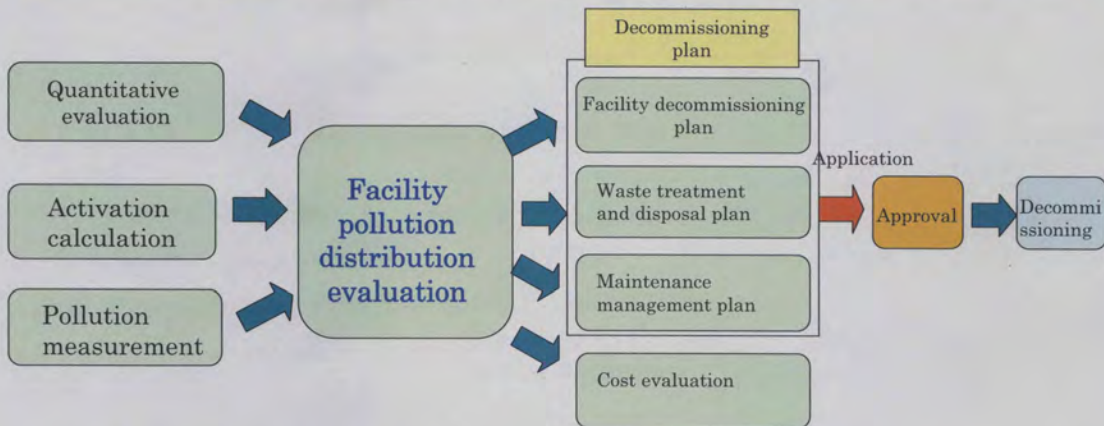 Quantitative
evaluation
Activation
calculation
Pollution
measurement
Facility
pollution
distribution
evaluation
Decommissioning
plan
Facility decommissioning
plan
Waste treatment
and disposal plan
Maintenance
management plan
Cost evaluation
Application
Approval
Decommi
ssioning